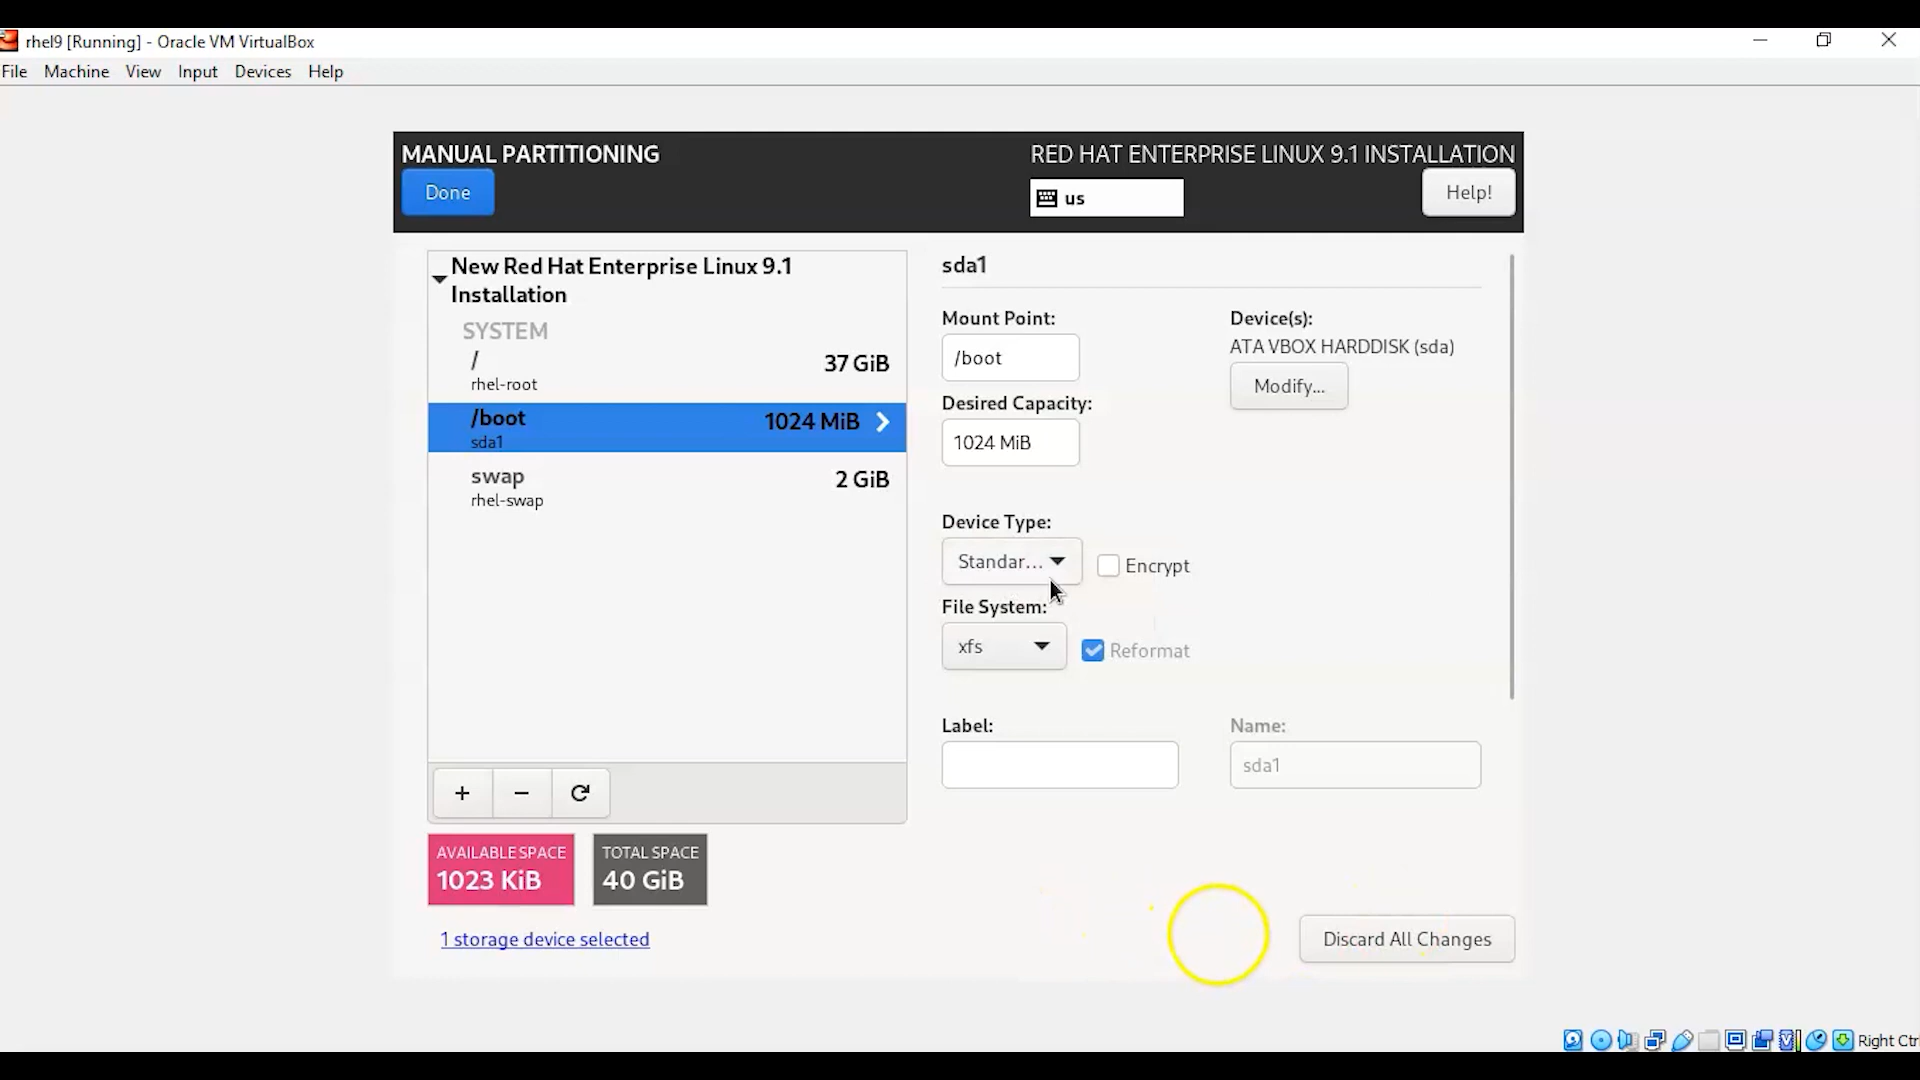 rhel9 [Running] - Oracle VM VirtualBox
File Machine View Input Devices Help
MANUAL PARTITIONING
RED HAT ENTERPRISE LINUX 9.1 INSTALLATION
Done
us
Help!
New Red Hat Enterprise Linux 9.1
Installation
SYSTEM
/ 37 GiB
rhel-root
/boot 1024 MiB
sda1
swap 2 GiB
rhel-swap
+ − 
AVAILABLE SPACE
1023 KiB
TOTAL SPACE
40 GiB
1 storage device selected
sda1
Mount Point:
/boot
Device(s):
ATA VBOX HARDDISK (sda)
Modify...
Desired Capacity:
1024 MiB
Device Type:
Standar... Encrypt
File System:
xfs Reformat
Label:
Name:
sda1
Discard All Changes
Right Ctrl